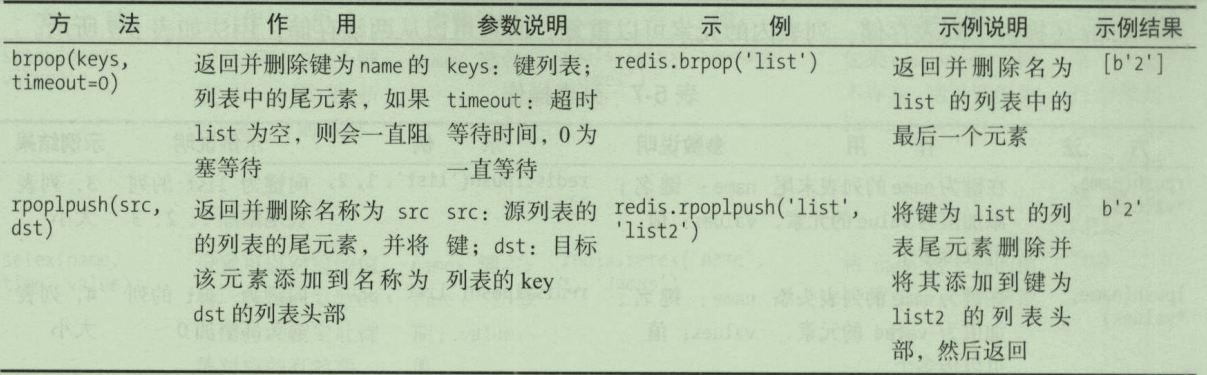 方 法 作 用 参数说明 示 例 示例说明 示例结果
brpop(keys, timeout=0)
返回并删除键为 name 的
列表中的尾元素，如果
list 为空，则会一直阻
塞等待
keys：键列表；
timeout：超时
等待时间，0 为
一直等待
redis.brpop('list')
返回并删除名为
list 的列表中的
最后一个元素
[b'2']
rpoplpush(src,
dst)
返回并删除名称为 src
的列表的尾元素，并将
该元素添加到名称为
dst 的列表头部
src：源列表的
键；dst：目标
列表的 key
redis.rpoplpush('list',
'list2')
将键为 list 的列
表尾元素删除并
将其添加到键为
list2 的列表头
部，然后返回
b'2'